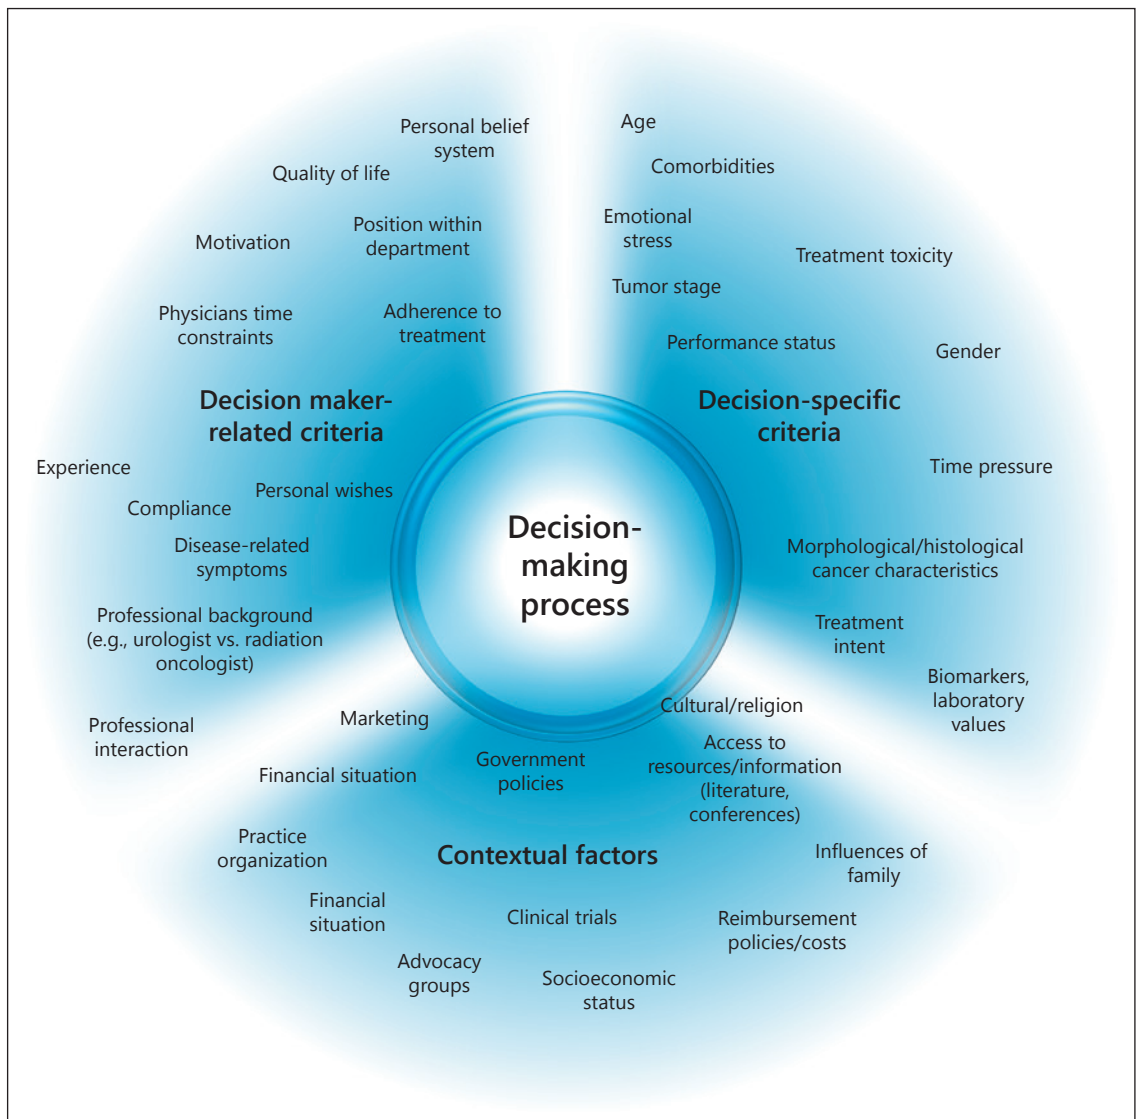 Personal belief
system
Quality of life
Motivation
Position within
department
Physicians time
constraints
Adherence to
treatment
Decision maker-
related criteria
Experience
Compliance
Personal wishes
Disease-related
symptoms
Professional background
(e.g., urologist vs. radiation
oncologist)
Professional
interaction
Age
Comorbidities
Emotional
stress
Treatment toxicity
Tumor stage
Performance status
Gender
Decision-specific
criteria
Time pressure
Morphological/histological
cancer characteristics
Treatment
intent
Biomarkers,
laboratory
values
Decision-
making
process
Marketing
Cultural/religion
Financial situation
Government
policies
Access to
resources/information
(literature,
conferences)
Practice
organization
Contextual factors
Influences of
family
Financial
situation
Clinical trials
Reimbursement
policies/costs
Advocacy
groups
Socioeconomic
status